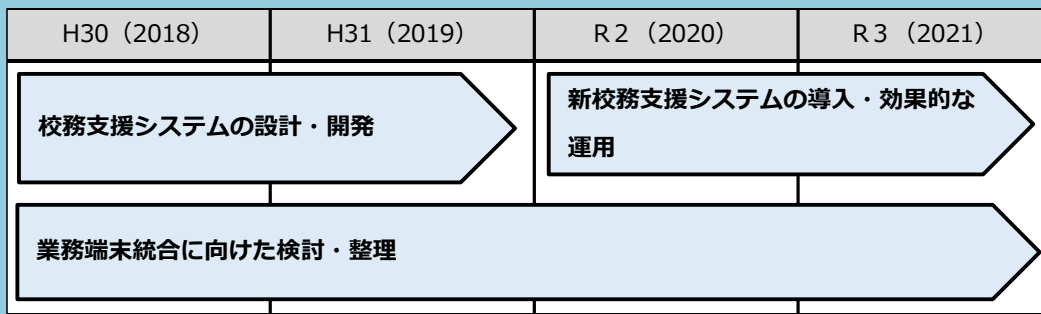 H30（2018）
H31（2019）
R２（2020）
R３（2021）
校務支援システムの設計・開発
新校務支援システムの導入・効果的な
運用
業務端末統合に向けた検討・整理